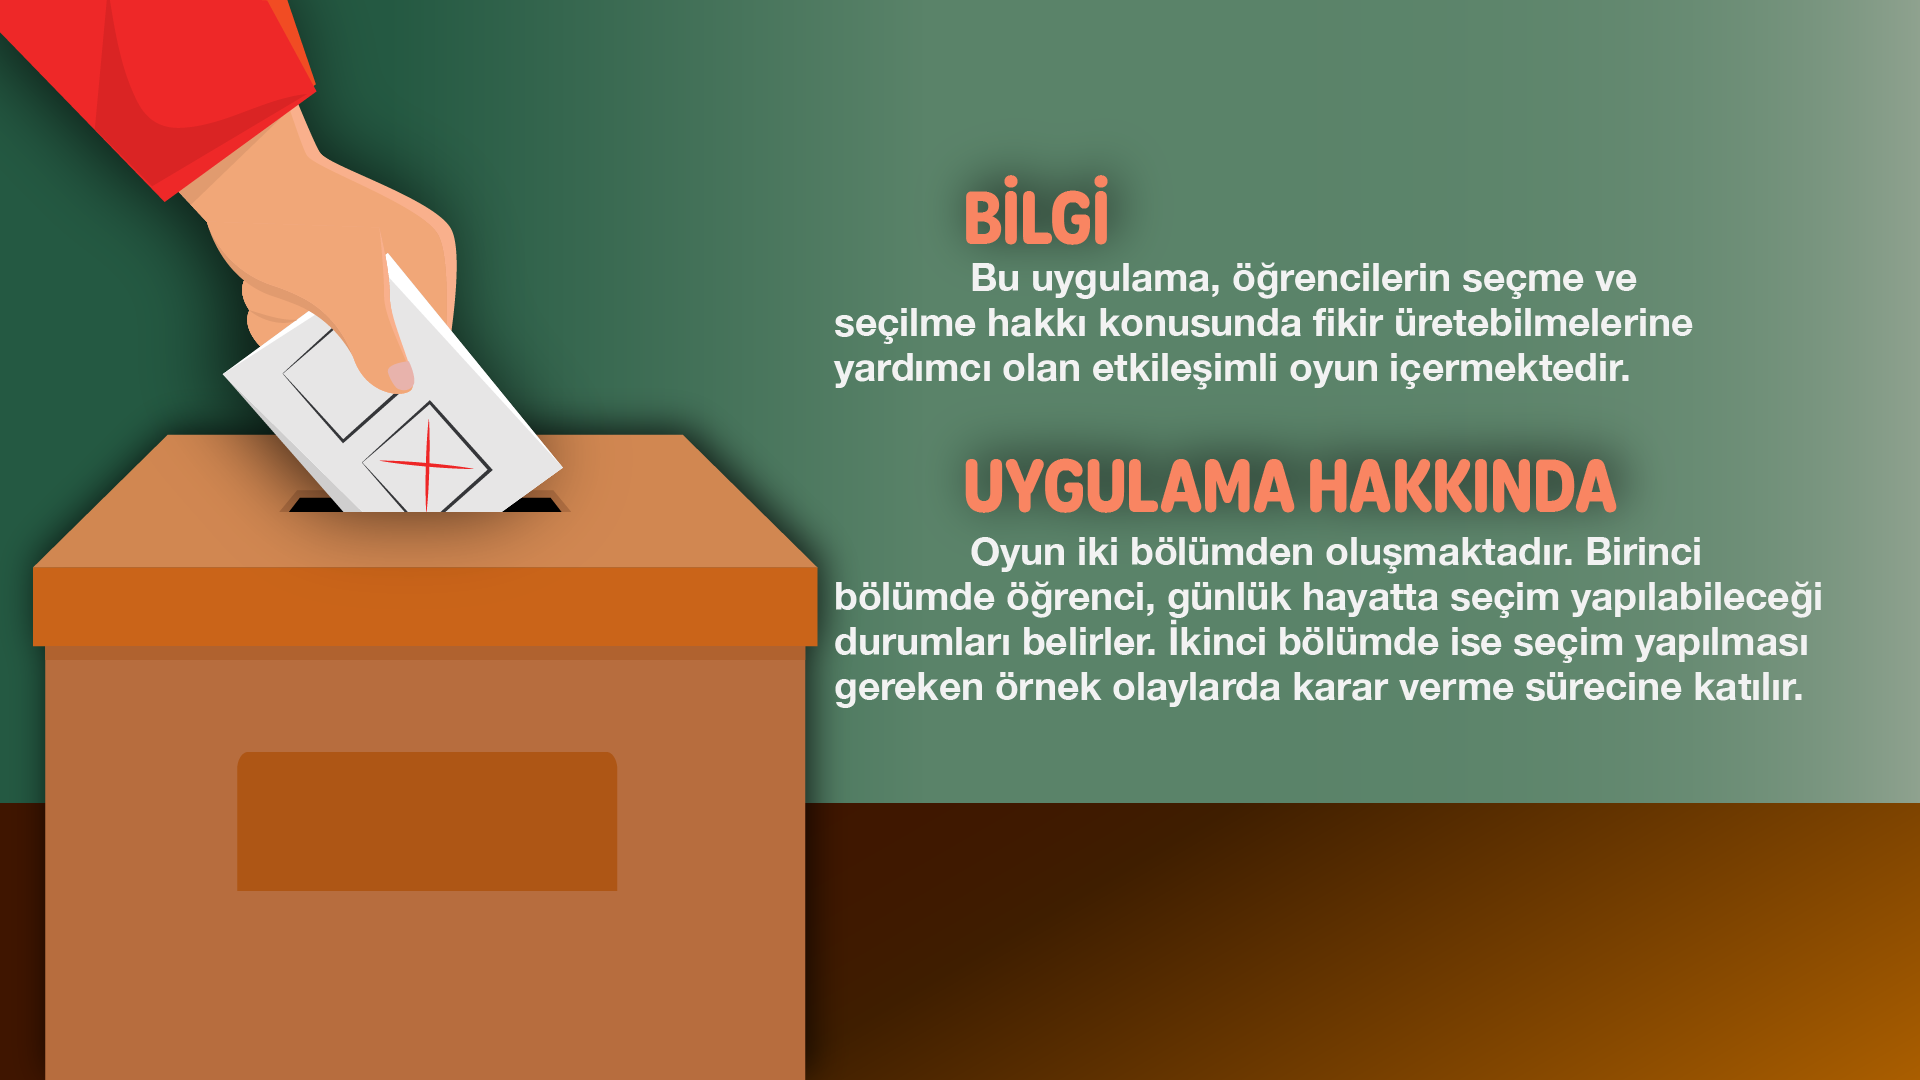 BİLGİ
Bu uygulama, öğrencilerin seçme ve
seçilme hakkı konusunda fikir üretebilmelerine
yardımcı olan etkileşimli oyun içermektedir.
UYGULAMA HAKKINDA
Oyun iki bölümden oluşmaktadır. Birinci
bölümde öğrenci, günlük hayatta seçim yapılabileceği
durumları belirler. İkinci bölümde ise seçim yapılması
gereken örnek olaylarda karar verme sürecine katılır.